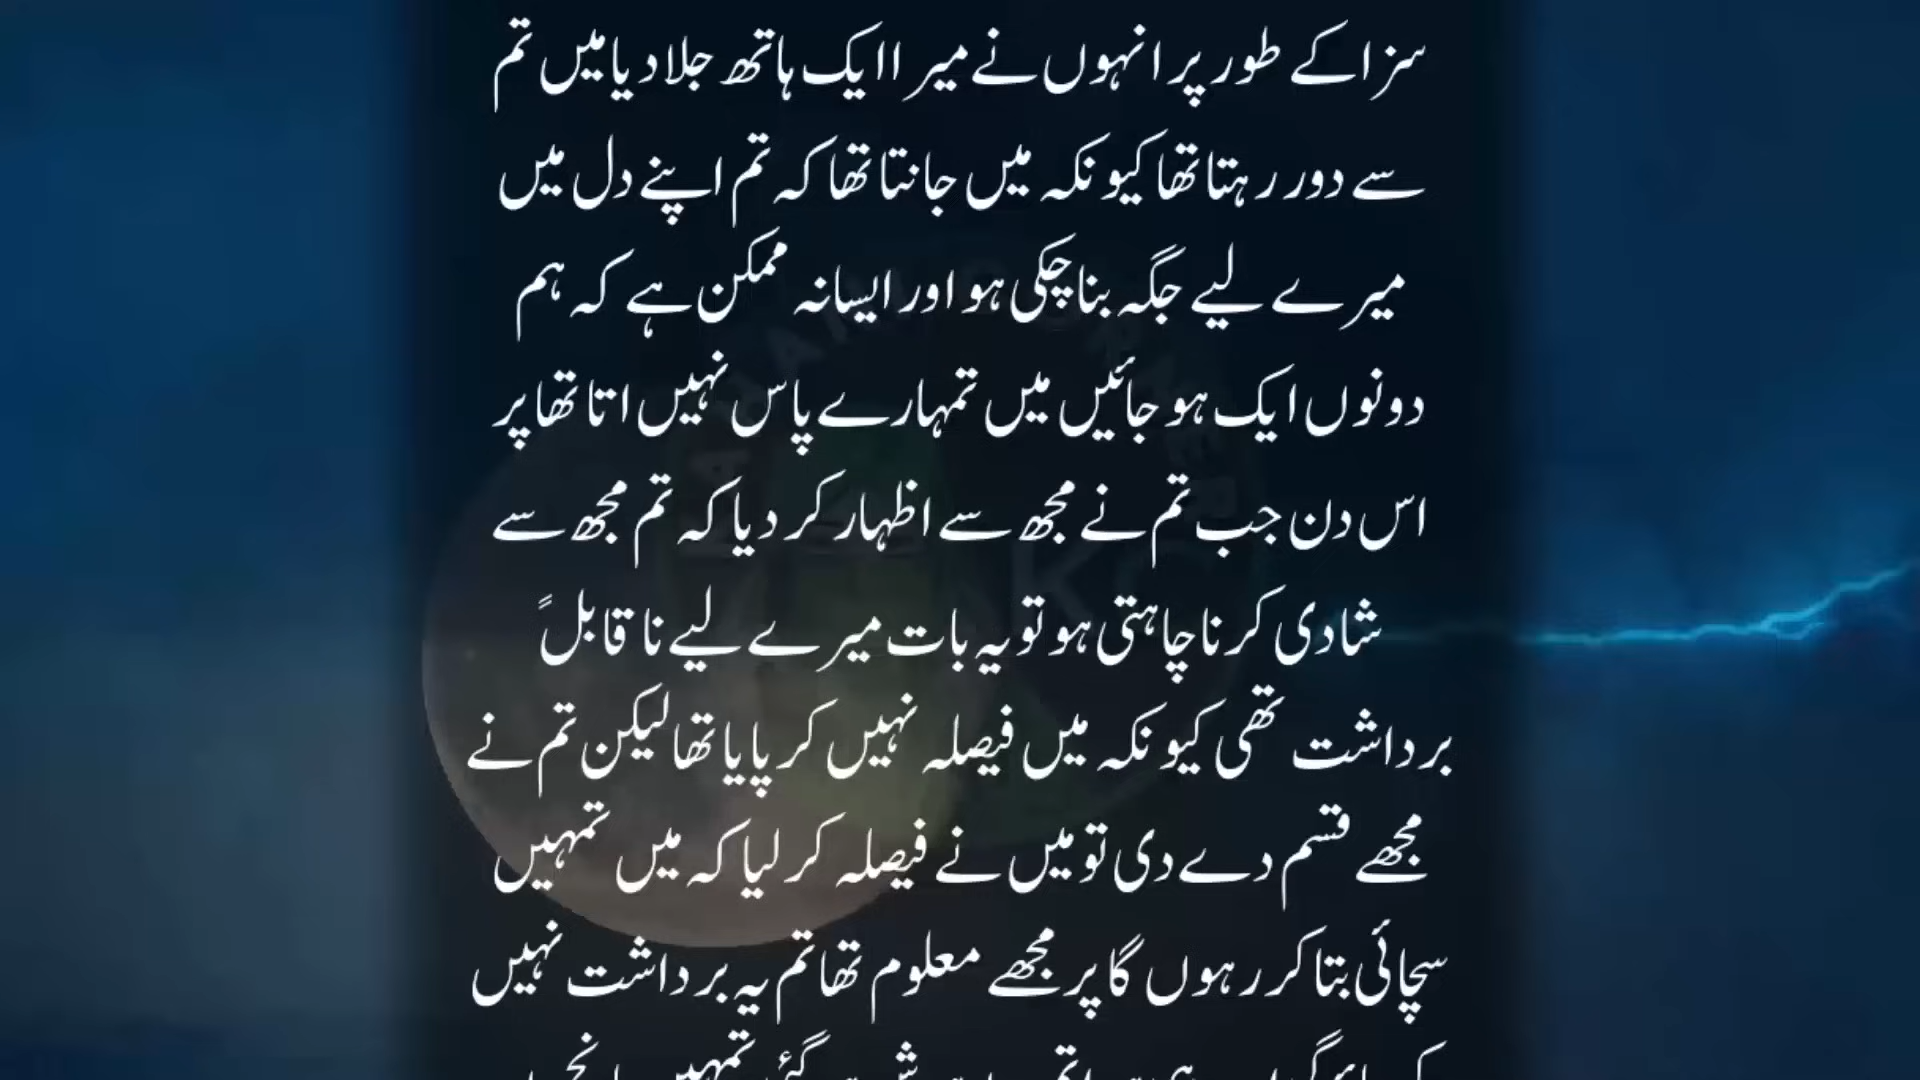 سزا کے طور پر انہوں نے میرا ایک ہاتھ جلا دیا میں تم
سے دور رہتا تھا کیونکہ میں جانتا تھا کہ تم اپنے دل میں
میرے لیے جگہ بنا چکی ہو اور ایسا نہ ممکن ہے کہ ہم
دونوں ایک ہو جائیں میں تمہارے پاس نہیں اتا تھا پر
اس دن جب تم نے مجھ سے اظہار کر دیا کہ تم مجھ سے
شادی کرنا چاہتی ہو تو یہ بات میرے لیے نا قابلً
برداشت تھی کیونکہ میں فیصلہ نہیں کر پایا تھا لیکن تم نے
مجھے قسم دے دی تو میں نے فیصلہ کر لیا کہ میں تمہیں
سچائی بتا کر رہوں گا پر مجھے معلوم تھا تم یہ برداشت نہیں